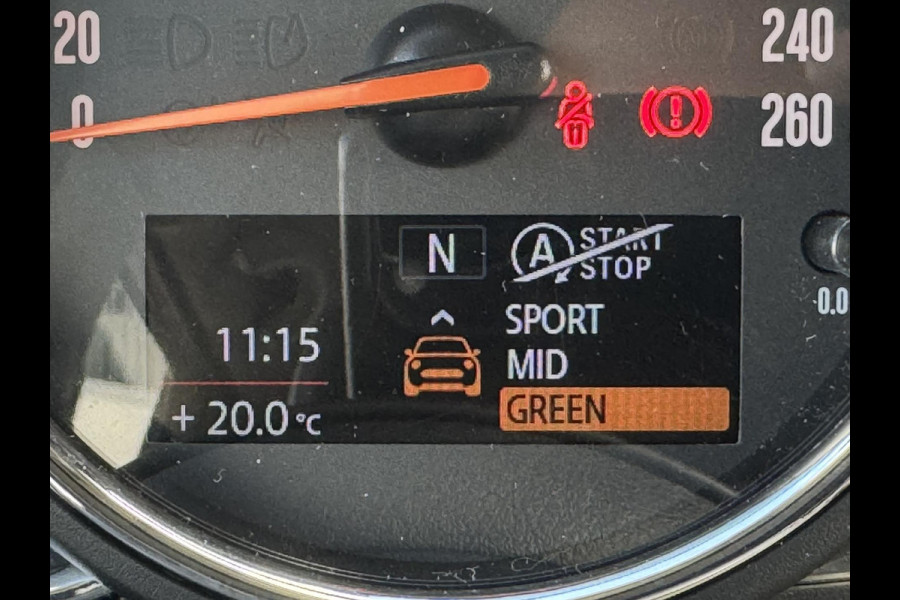 20
240
0
260
N
A START
STOP
SPORT
11:15
MID
GREEN
+ 20.0 °C
0.0